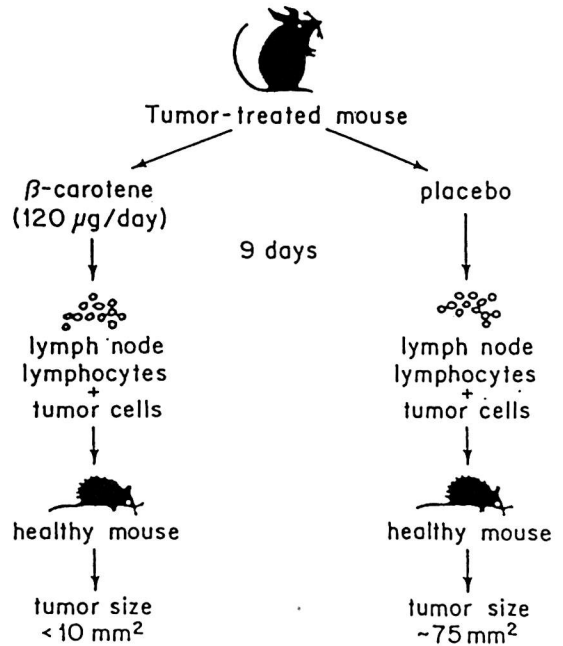 Tumor-treated mouse
β-carotene
(120 μg/day)
placebo
9 days
lymph node
lymphocytes
+
tumor cells
lymph node
lymphocytes
+
tumor cells
healthy mouse
healthy mouse
tumor size
<10 mm²
tumor size
~75 mm²